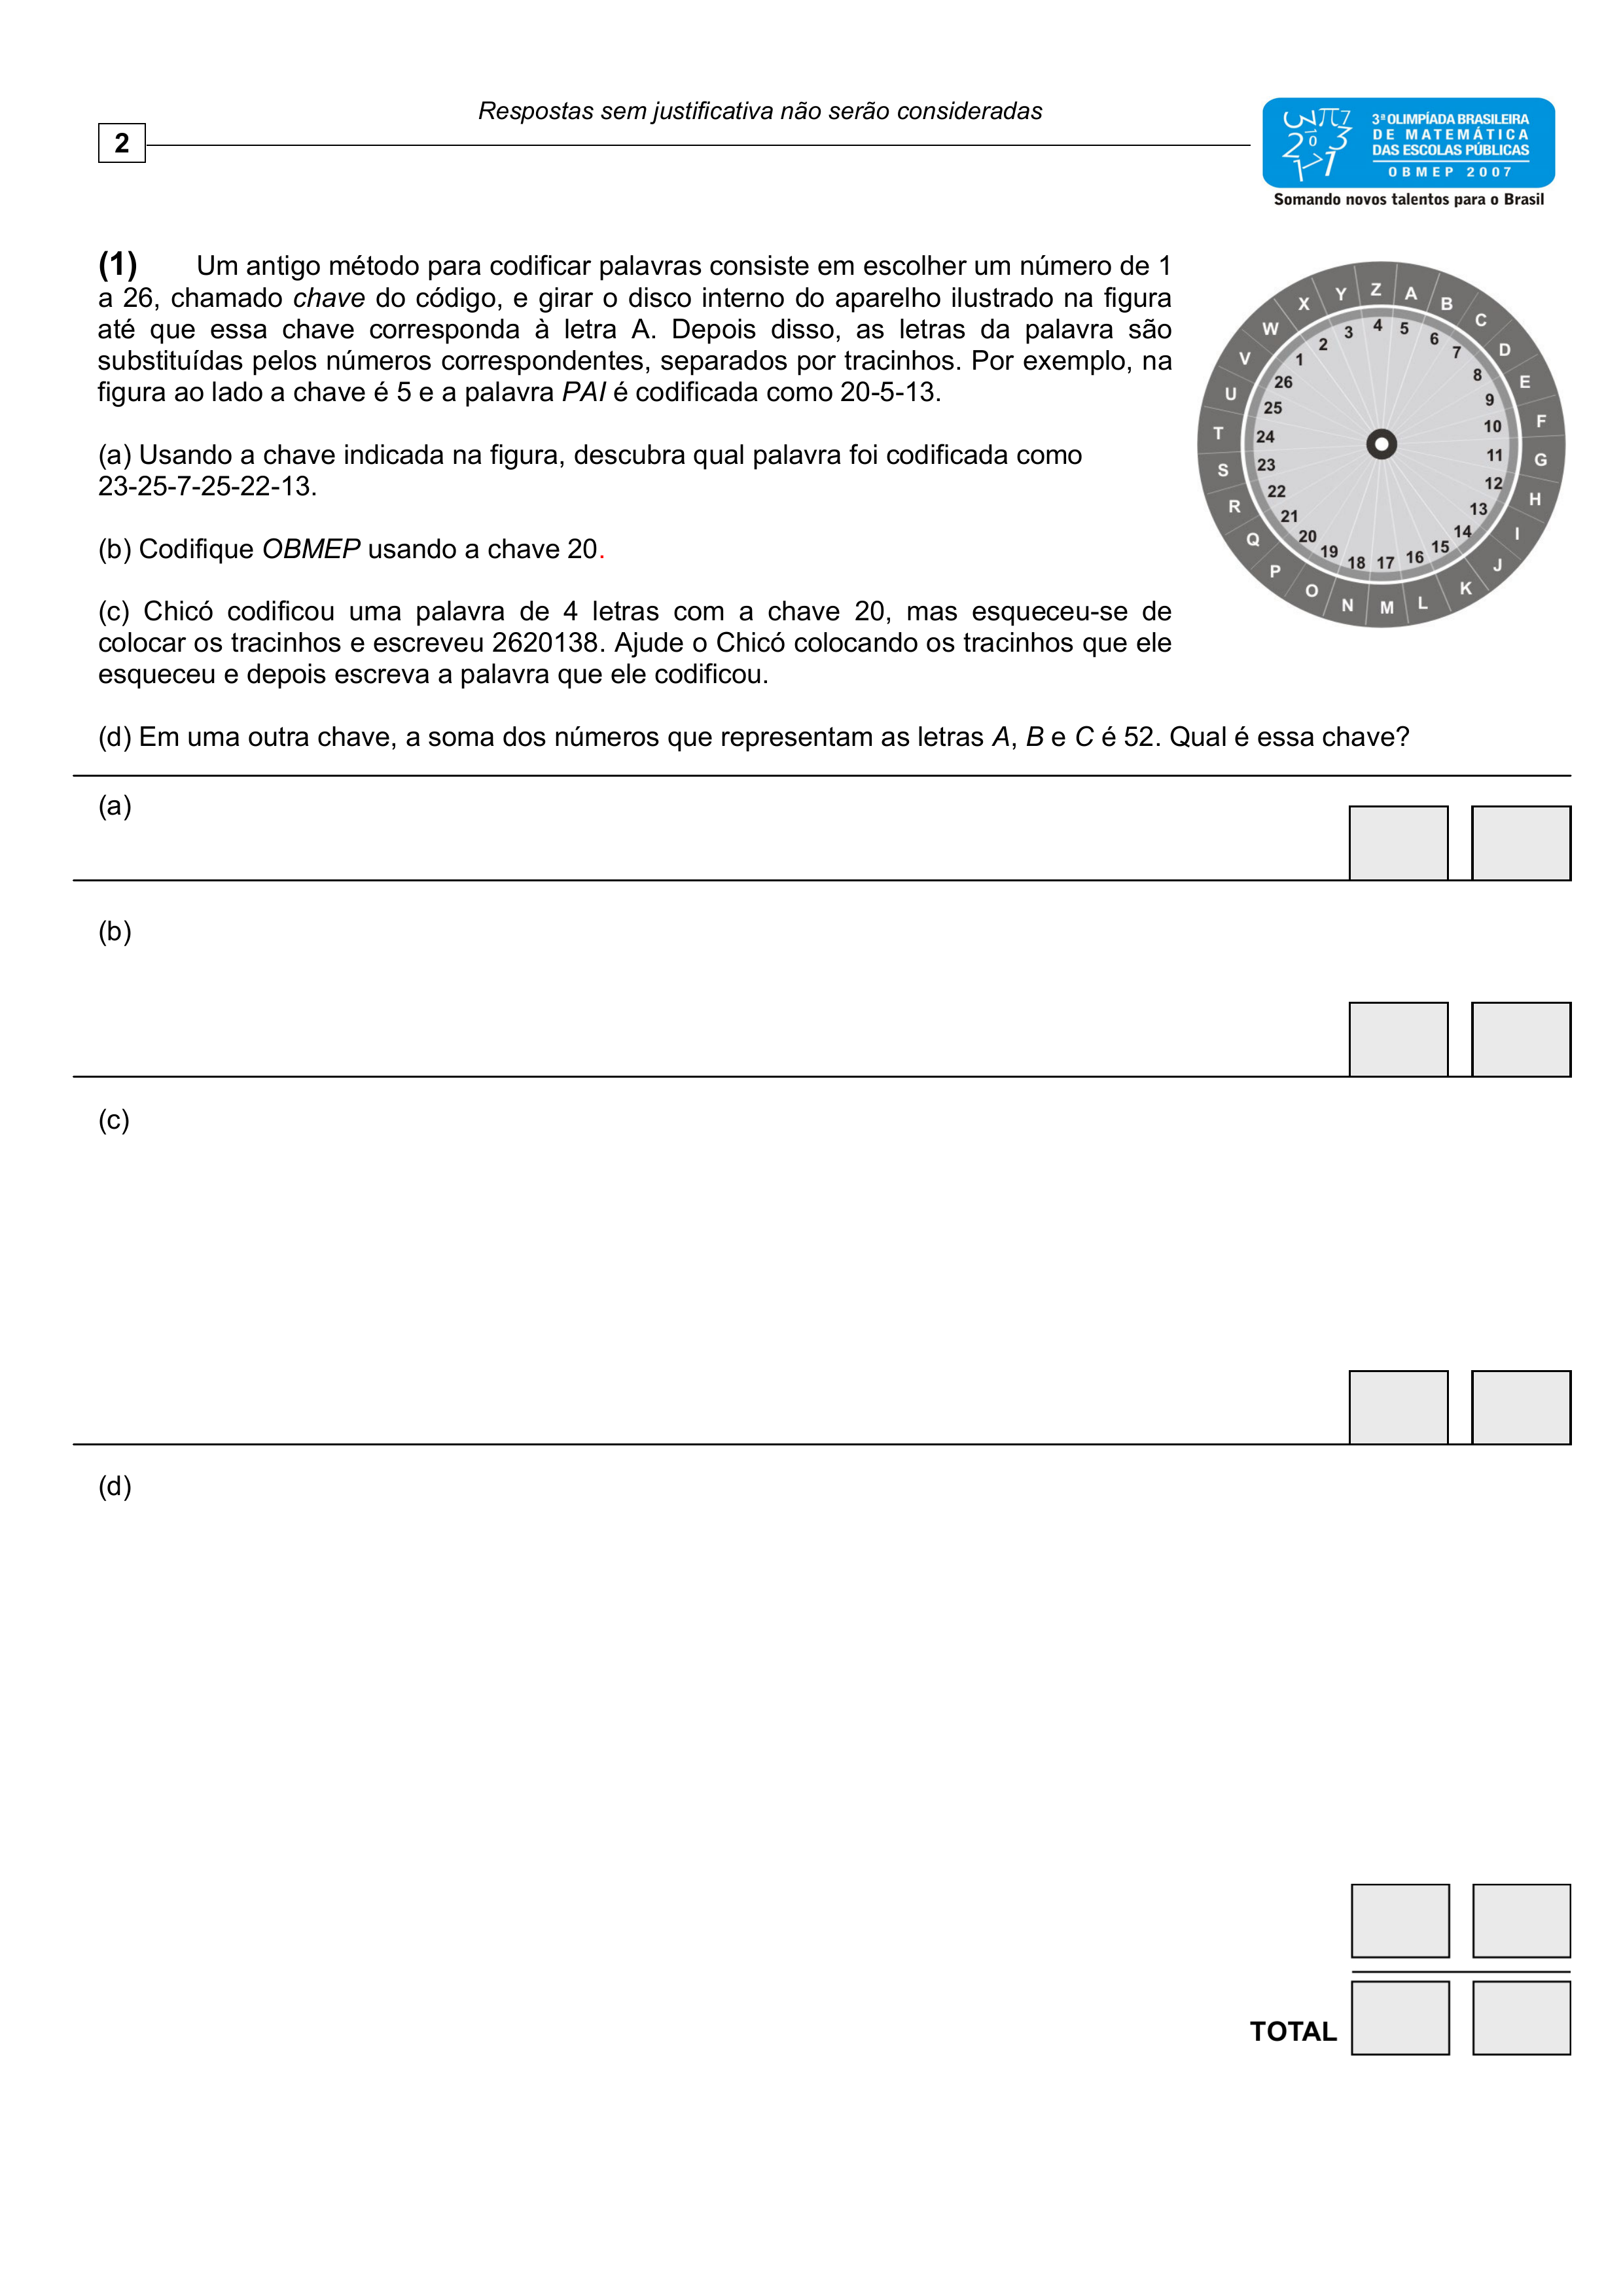 Respostas sem justificativa não serão consideradas
2
3ª OLIMPÍADA BRASILEIRA
DE MATEMÁTICA
DAS ESCOLAS PÚBLICAS
OBMEP 2007
Somando novos talentos para o Brasil
(1) Um antigo método para codificar palavras consiste em escolher um número de 1
a 26, chamado chave do código, e girar o disco interno do aparelho ilustrado na figura
até que essa chave corresponda à letra A. Depois disso, as letras da palavra são
substituídas pelos números correspondentes, separados por tracinhos. Por exemplo, na
figura ao lado a chave é 5 e a palavra PAI é codificada como 20-5-13.
(a) Usando a chave indicada na figura, descubra qual palavra foi codificada como
23-25-7-25-22-13.
(b) Codifique OBMEP usando a chave 20.
(c) Chicó codificou uma palavra de 4 letras com a chave 20, mas esqueceu-se de
colocar os tracinhos e escreveu 2620138. Ajude o Chicó colocando os tracinhos que ele
esqueceu e depois escreva a palavra que ele codificou.
(d) Em uma outra chave, a soma dos números que representam as letras A, B e C é 52. Qual é essa chave?
A B C D E F G H I J K L M N O P Q R S T U V W X Y Z
5 6 7 8 9 10 11 12 13 14 15 16 17 18 19 20 21 22 23 24 25 26 1 2 3 4
(a)
(b)
(c)
(d)
TOTAL